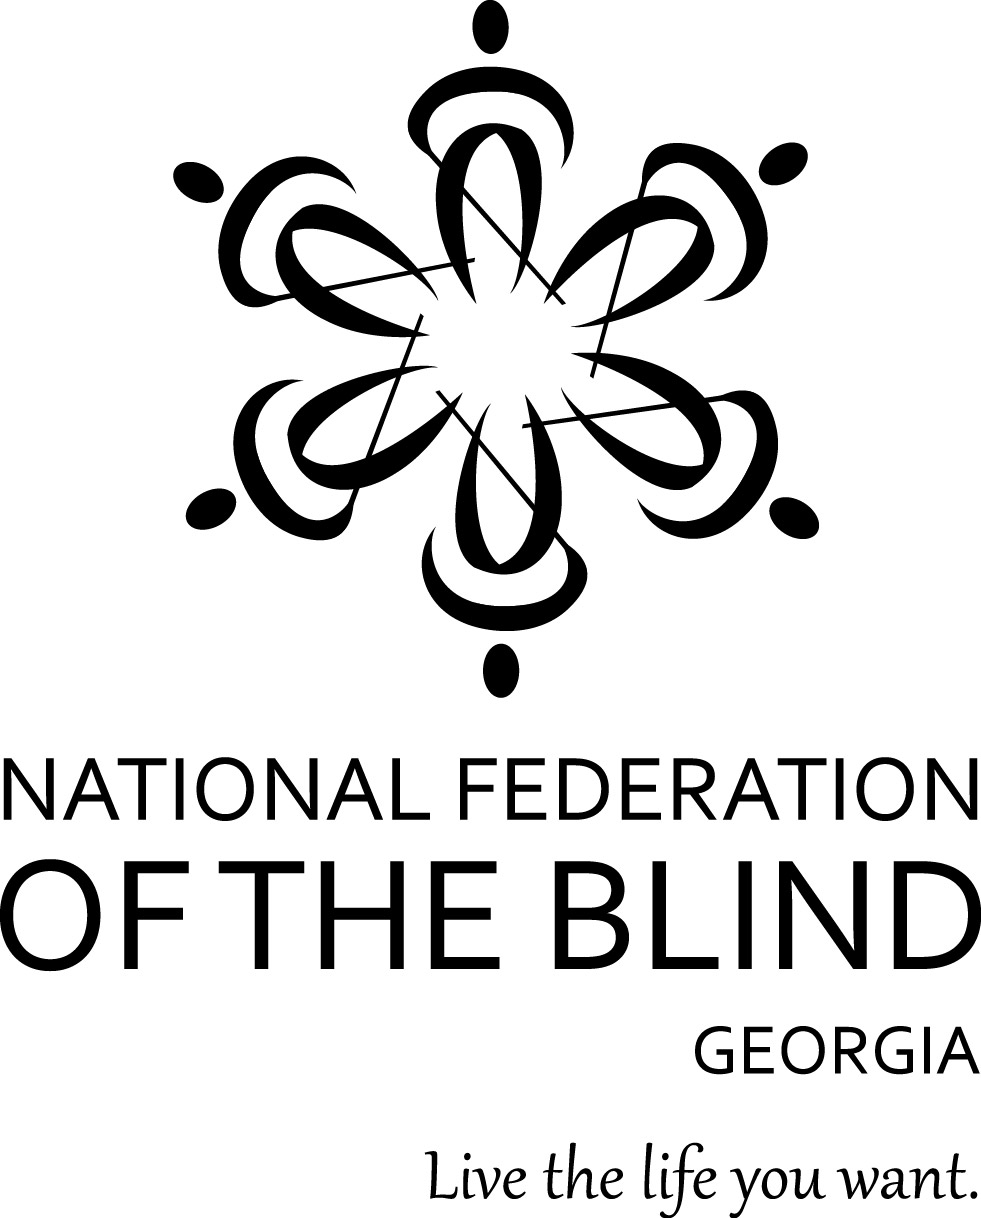 NATIONAL FEDERATION
OF THE BLIND
GEORGIA
Live the life you want.